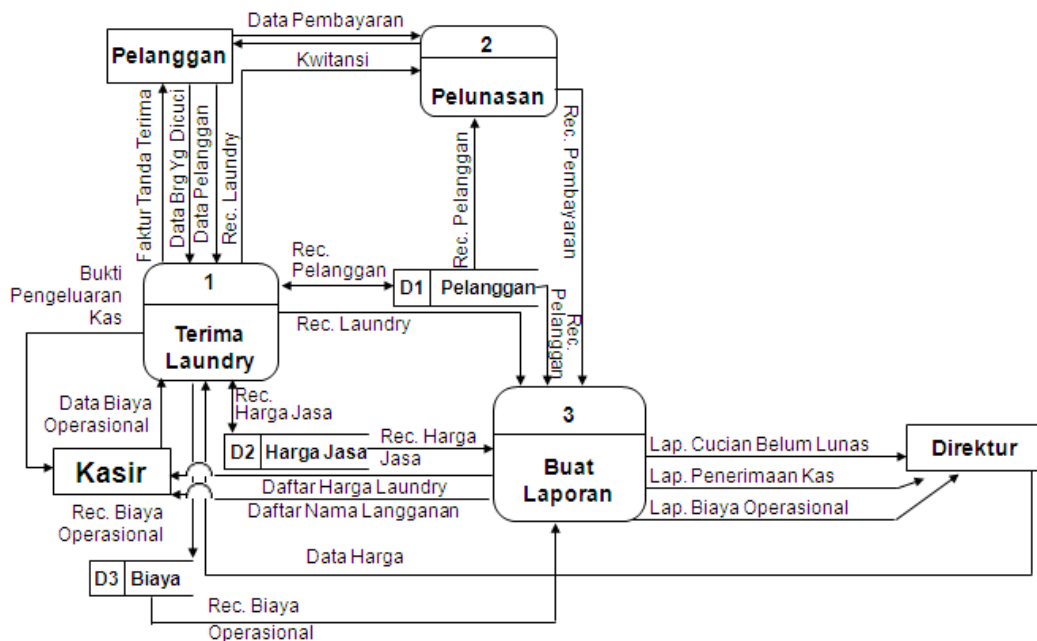 Data Pembayaran
Pelanggan
2
Kwitansi
Pelunasan
Faktur Tanda Terima
Data Brg Yg Dicuci
Data Pelanggan
Rec. Laundry
Rec. Pelanggan
Rec. Pembayaran
Rec.
Pelanggan
Bukti
Pengeluaran
Kas
1
Terima
Laundry
D1 Pelanggan
Rec. Laundry
Rec.
Pelanggan
Data Biaya
Operasional
Rec.
Harga Jasa
3
Buat
Laporan
D2 Harga Jasa
Rec. Harga
Jasa
Lap. Cucian Belum Lunas
Direktur
Kasir
Daftar Harga Laundry
Lap. Penerimaan Kas
Rec. Biaya
Operasional
Daftar Nama Langganan
Lap. Biaya Operasional
Data Harga
D3 Biaya
Rec. Biaya
Operasional